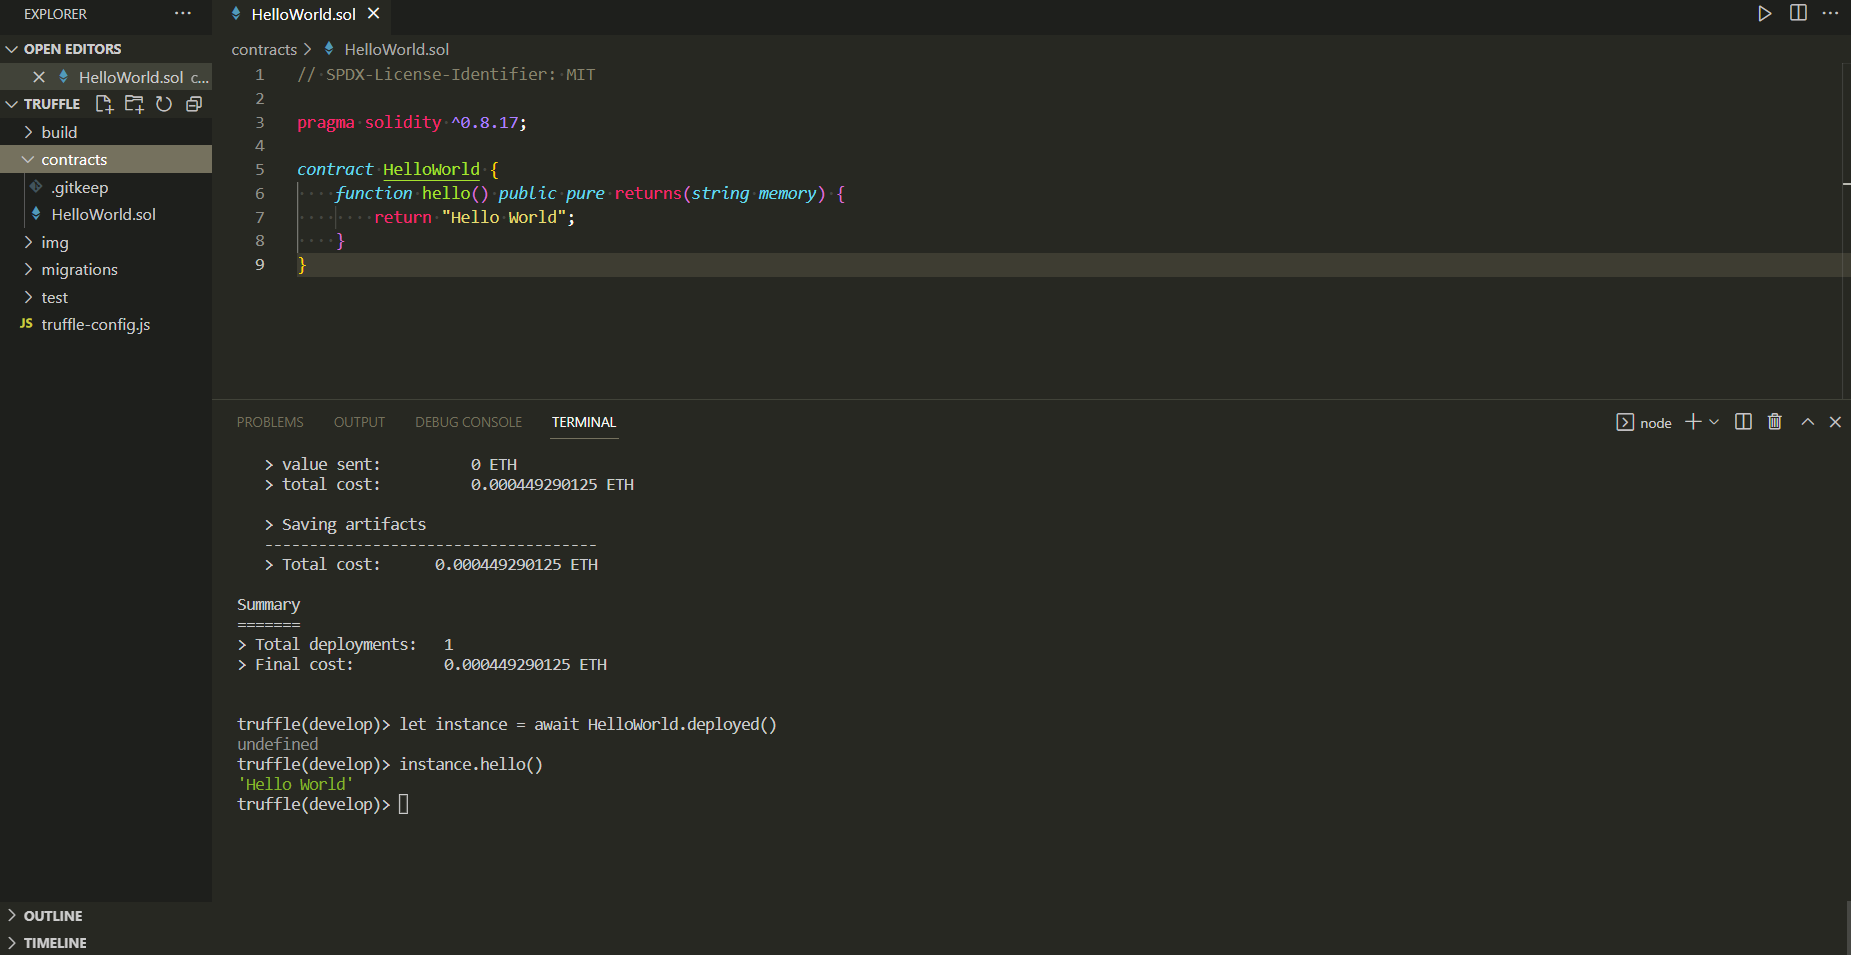 EXPLORER
OPEN EDITORS
HelloWorld.sol c...
TRUFFLE
build
contracts
.gitkeep
HelloWorld.sol
img
migrations
test
JS truffle-config.js
OUTLINE
TIMELINE
HelloWorld.sol
contracts > HelloWorld.sol
1 // SPDX-License-Identifier: MIT
2
3 pragma solidity ^0.8.17;
4
5 contract HelloWorld {
6     function hello() public pure returns(string memory) {
7         return "Hello World";
8     }
9 }
PROBLEMS OUTPUT DEBUG CONSOLE TERMINAL
node
> value sent: 0 ETH
> total cost: 0.000449290125 ETH
> Saving artifacts
-------------------------------------
> Total cost: 0.000449290125 ETH
Summary
=======
> Total deployments: 1
> Final cost: 0.000449290125 ETH
truffle(develop)> let instance = await HelloWorld.deployed()
undefined
truffle(develop)> instance.hello()
'Hello World'
truffle(develop)>